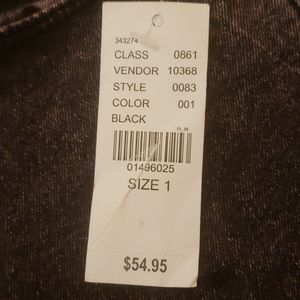 343274
CLASS 0861
VENDOR 10368
STYLE 0083
COLOR 001
BLACK
01496025
SIZE 1
$54.95